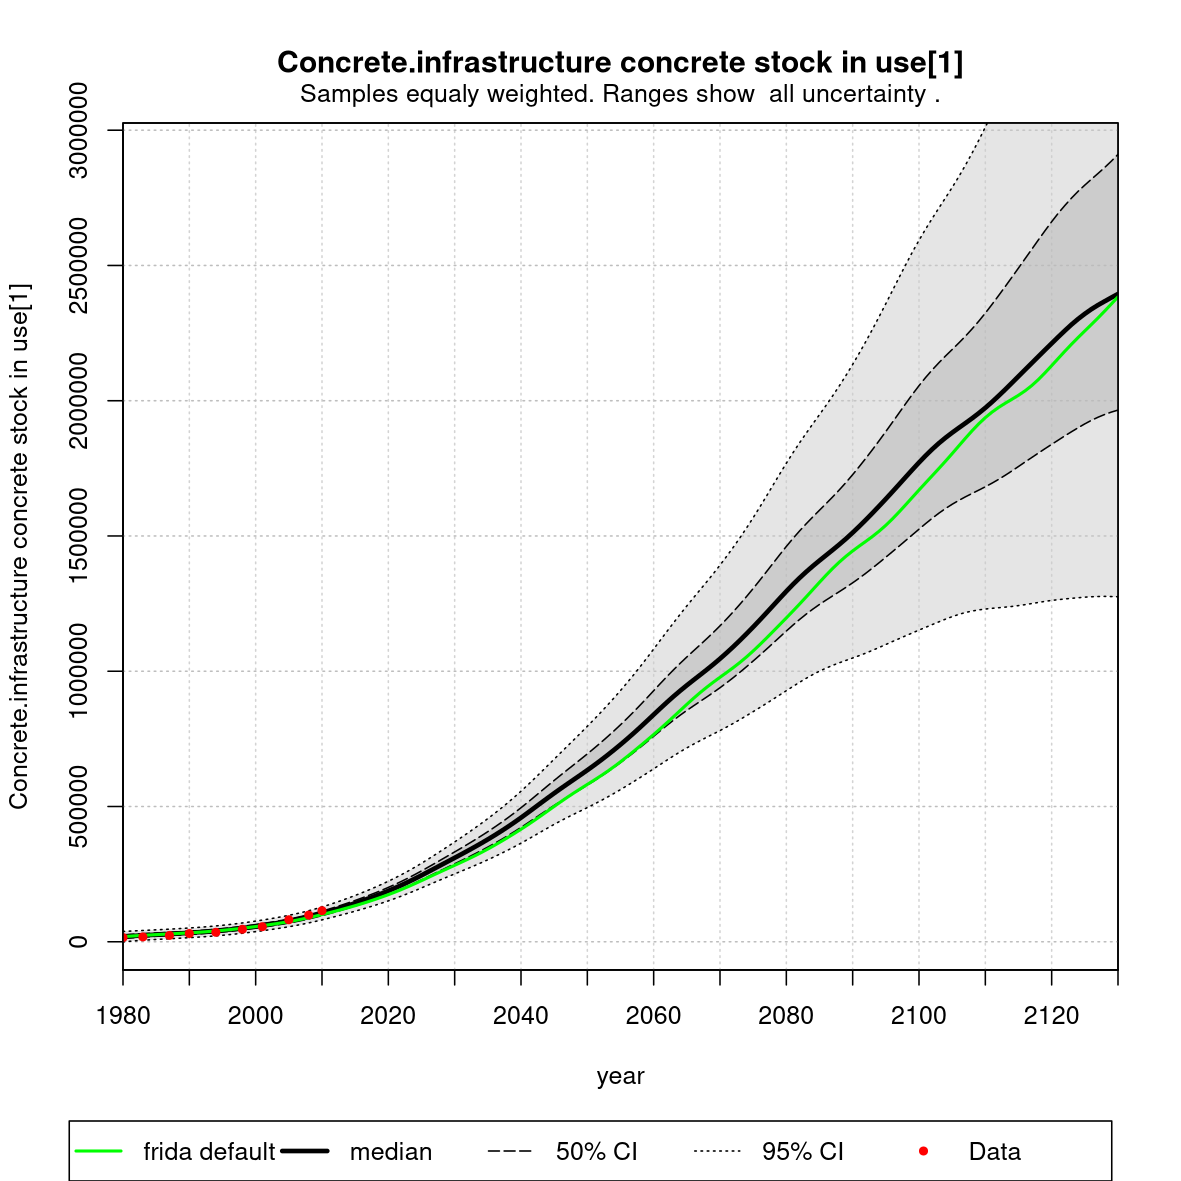 Concrete.infrastructure concrete stock in use[1]
Samples equaly weighted. Ranges show  all uncertainty .
Concrete.infrastructure concrete stock in use[1]
3000000
2500000
2000000
1500000
1000000
500000
0
1980 2000 2020 2040 2060 2080 2100 2120
year
frida default median 50% CI 95% CI Data